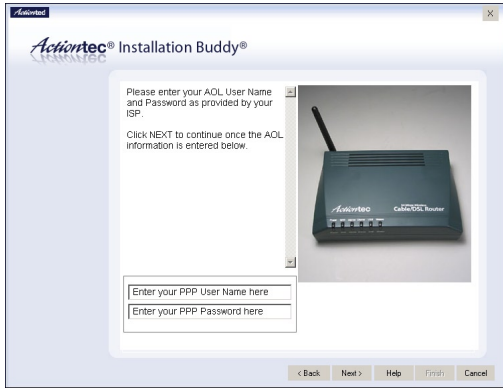 Actiontec
X
Actiontec® Installation Buddy®
Please enter your AOL User Name
and Password as provided by your
ISP.
Click NEXT to continue once the AOL
information is entered below.
Actiontec
Cable/DSL Router
Enter your PPP User Name here
Enter your PPP Password here
< Back
Next >
Help
Finish
Cancel